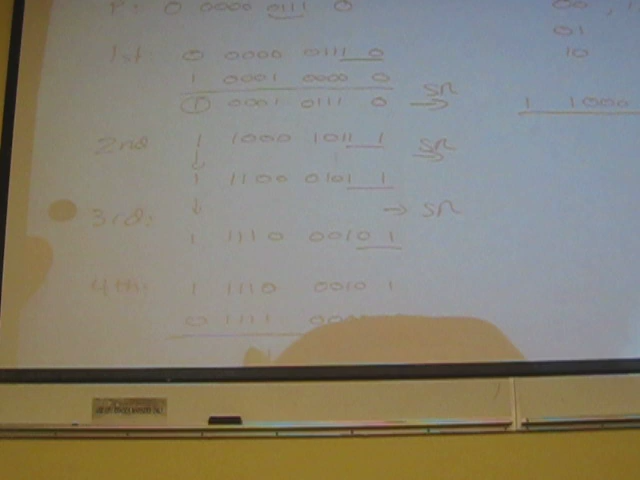 P: 0 0000 0111 0
00,
01
1st: 0 0000 0111 0
10
1 0001 0000 0
1 0001 0111 0 → SR
1 1000
2nd 1 1000 1011 1 → SR
1 1100 0101 1
3rd: → SR
1 1110 0010 1
4th: 1 1110 0010 1
0 1111